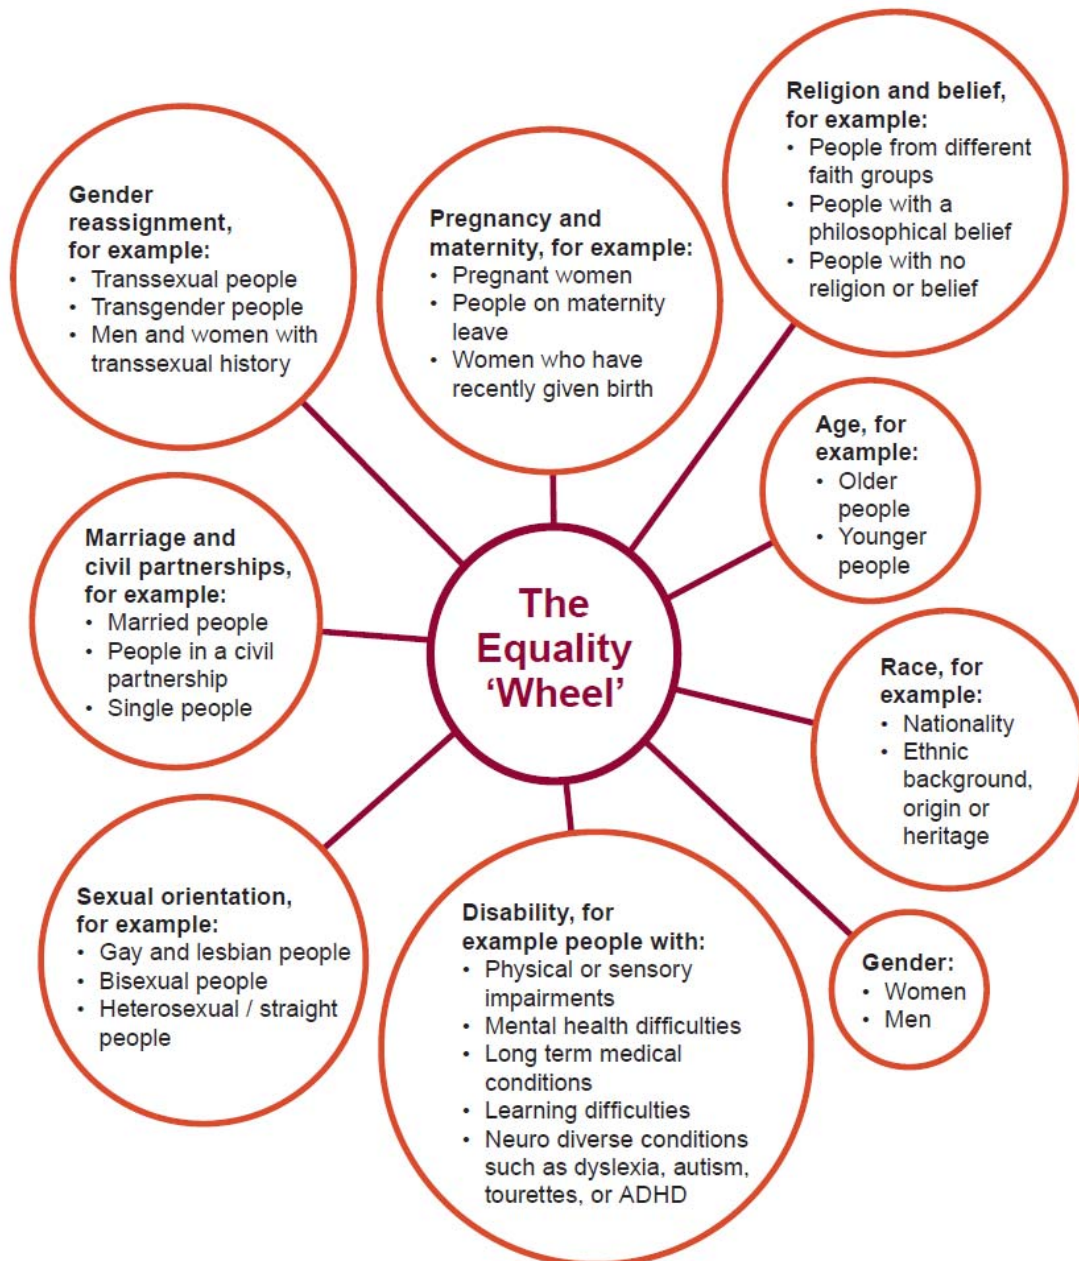 Religion and belief,
for example:
• People from different
faith groups
• People with a
philosophical belief
• People with no
religion or belief
Gender
reassignment,
for example:
• Transsexual people
• Transgender people
• Men and women with
transsexual history
Pregnancy and
maternity, for example:
• Pregnant women
• People on maternity
leave
• Women who have
recently given birth
Age, for
example:
• Older
people
• Younger
people
Marriage and
civil partnerships,
for example:
• Married people
• People in a civil
partnership
• Single people
The
Equality
‘Wheel’
Race, for
example:
• Nationality
• Ethnic
background,
origin or
heritage
Sexual orientation,
for example:
• Gay and lesbian people
• Bisexual people
• Heterosexual / straight
people
Disability, for
example people with:
• Physical or sensory
impairments
• Mental health difficulties
• Long term medical
conditions
• Learning difficulties
• Neuro diverse conditions
such as dyslexia, autism,
tourettes, or ADHD
Gender:
• Women
• Men